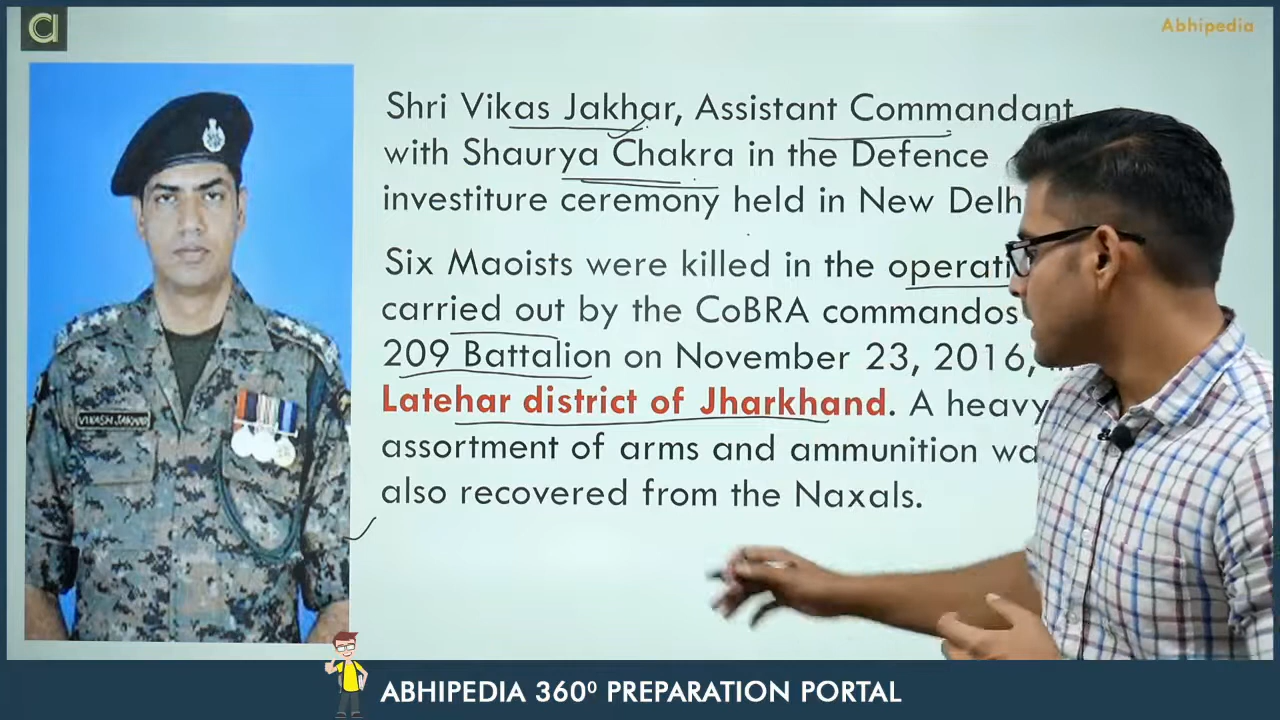 Abhipedia
Shri Vikas Jakhar, Assistant Commandant
with Shaurya Chakra in the Defence
investiture ceremony held in New Delh
Six Maoists were killed in the operati
carried out by the CoBRA commandos
209 Battalion on November 23, 2016,
Latehar district of Jharkhand. A heavy
assortment of arms and ammunition wa
also recovered from the Naxals.
VIKASH JAKHAR
ABHIPEDIA 360⁰ PREPARATION PORTAL